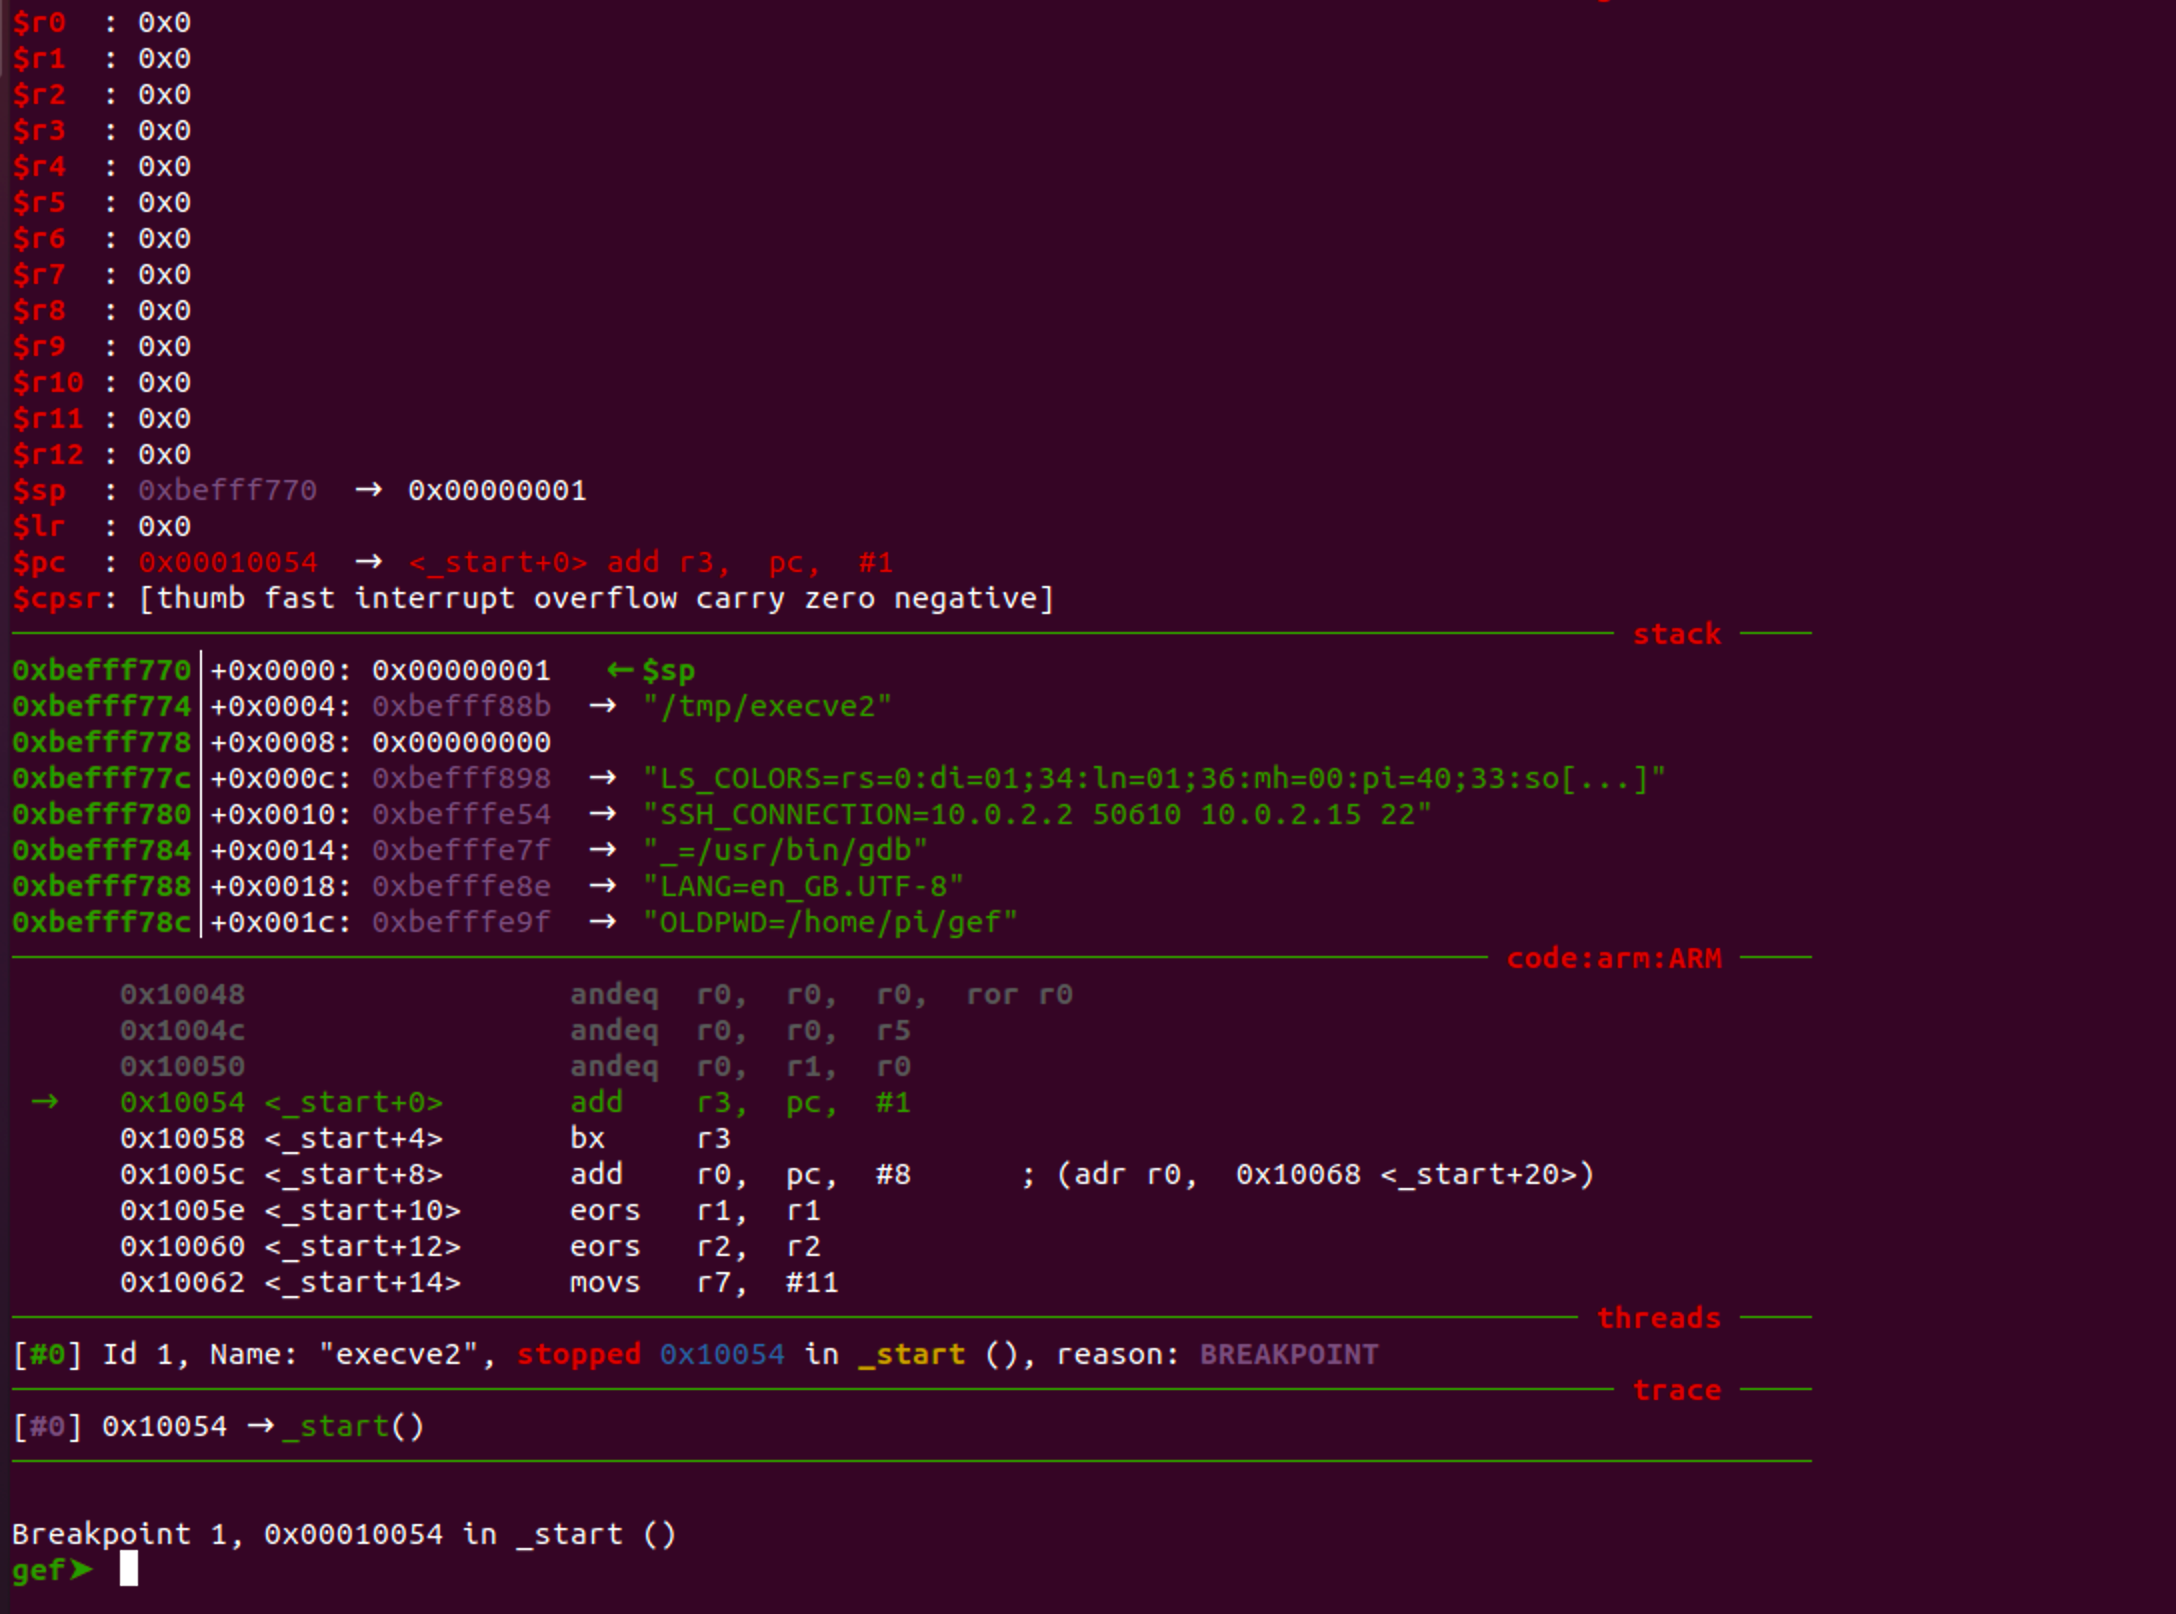 $r0  : 0x0
$r1  : 0x0
$r2  : 0x0
$r3  : 0x0
$r4  : 0x0
$r5  : 0x0
$r6  : 0x0
$r7  : 0x0
$r8  : 0x0
$r9  : 0x0
$r10 : 0x0
$r11 : 0x0
$r12 : 0x0
$sp  : 0xbefff770  → 0x00000001
$lr  : 0x0
$pc  : 0x00010054  → <_start+0> add r3,  pc,  #1
$cpsr: [thumb fast interrupt overflow carry zero negative]
stack
0xbefff770│+0x0000: 0x00000001   ←$sp
0xbefff774│+0x0004: 0xbefff88b  → "/tmp/execve2"
0xbefff778│+0x0008: 0x00000000
0xbefff77c│+0x000c: 0xbefff898  → "LS_COLORS=rs=0:di=01;34:ln=01;36:mh=00:pi=40;33:so[...]"
0xbefff780│+0x0010: 0xbefffe54  → "SSH_CONNECTION=10.0.2.2 50610 10.0.2.15 22"
0xbefff784│+0x0014: 0xbefffe7f  → "_=/usr/bin/gdb"
0xbefff788│+0x0018: 0xbefffe8e  → "LANG=en_GB.UTF-8"
0xbefff78c│+0x001c: 0xbefffe9f  → "OLDPWD=/home/pi/gef"
code:arm:ARM
0x10048                  andeq  r0,  r0,  r0,  ror r0
0x1004c                  andeq  r0,  r0,  r5
0x10050                  andeq  r0,  r1,  r0
→   0x10054 <_start+0>       add    r3,  pc,  #1
0x10058 <_start+4>       bx     r3
0x1005c <_start+8>       add    r0,  pc,  #8      ; (adr r0,  0x10068 <_start+20>)
0x1005e <_start+10>      eors   r1,  r1
0x10060 <_start+12>      eors   r2,  r2
0x10062 <_start+14>      movs   r7,  #11
threads
[#0] Id 1, Name: "execve2", stopped 0x10054 in _start (), reason: BREAKPOINT
trace
[#0] 0x10054 →_start()
Breakpoint 1, 0x00010054 in _start ()
gef➤